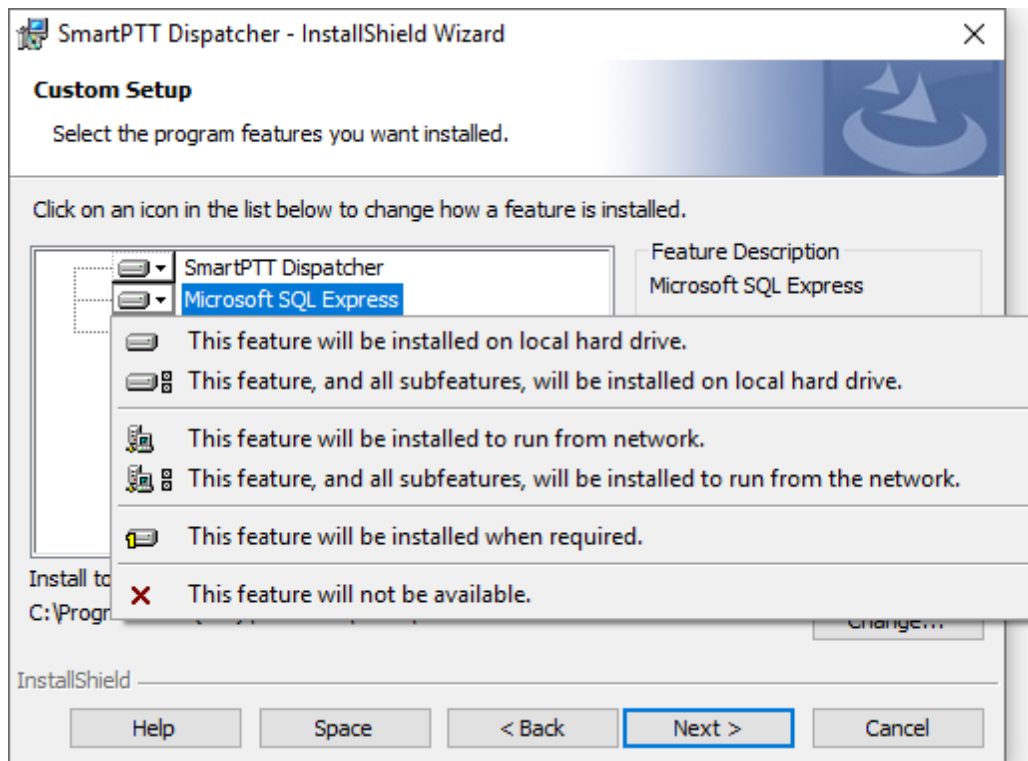 SmartPTT Dispatcher - InstallShield Wizard
Custom Setup
Select the program features you want installed.
Click on an icon in the list below to change how a feature is installed.
SmartPTT Dispatcher
Microsoft SQL Express
Feature Description
Microsoft SQL Express
This feature will be installed on local hard drive.
This feature, and all subfeatures, will be installed on local hard drive.
This feature will be installed to run from network.
This feature, and all subfeatures, will be installed to run from the network.
This feature will be installed when required.
This feature will not be available.
Install to
C:\Progr
Change...
InstallShield
Help
Space
< Back
Next >
Cancel